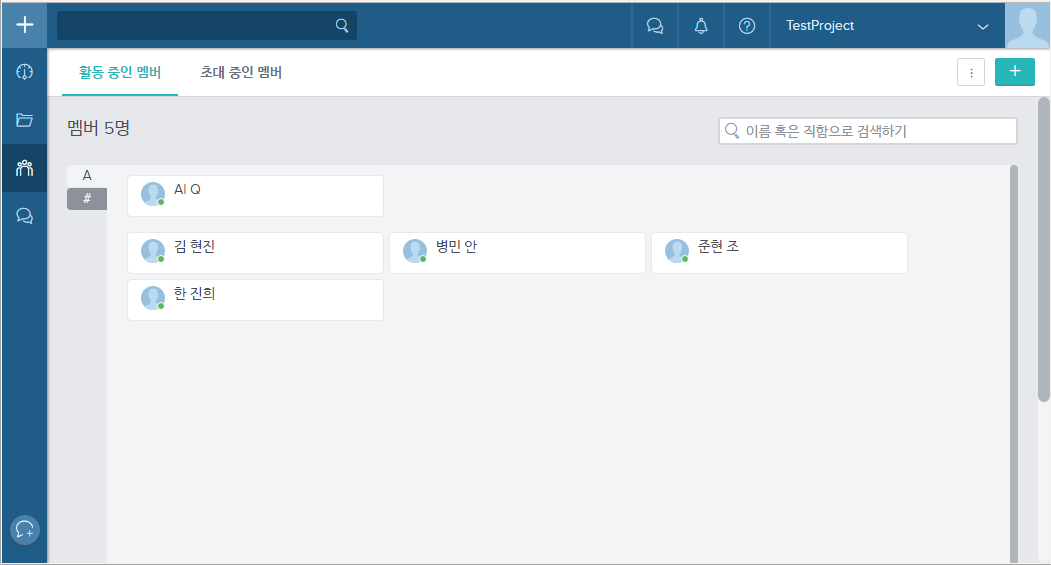 TestProject
활동 중인 멤버
초대 중인 멤버
멤버 5명
이름 혹은 직함으로 검색하기
A
#
AI Q
김 현진
병민 안
준현 조
한 진희